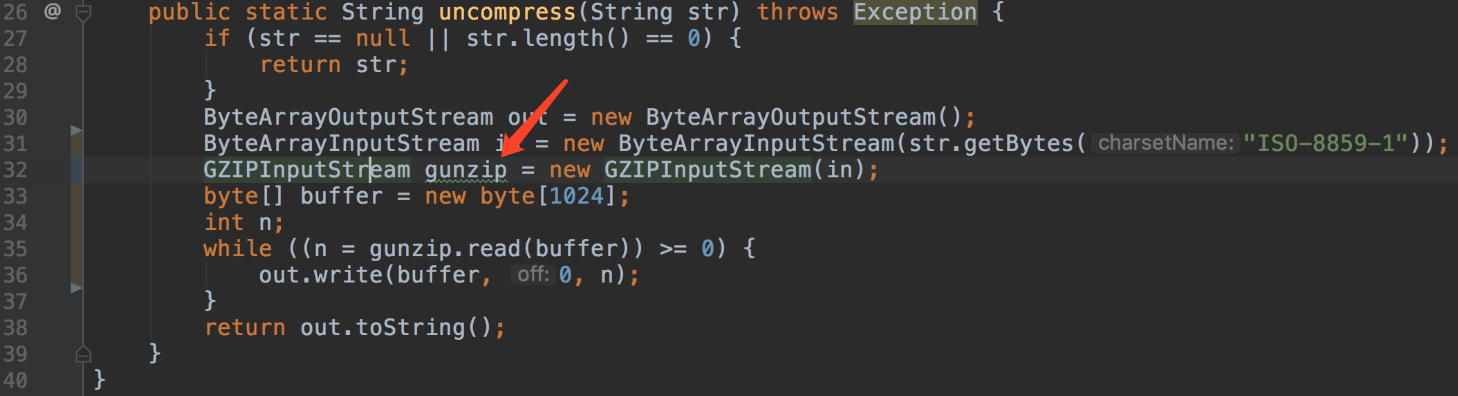 26 @ public static String uncompress(String str) throws Exception {
27 if (str == null || str.length() == 0) {
28 return str;
29 }
30 ByteArrayOutputStream out = new ByteArrayOutputStream();
31 ByteArrayInputStream = new ByteArrayInputStream(str.getBytes( charsetName: "ISO-8859-1"));
32 GZIPInputStream gunzip = new GZIPInputStream(in);
33 byte[] buffer = new byte[1024];
34 int n;
35 while ((n = gunzip.read(buffer)) >= 0) {
36 out.write(buffer, off: 0, n);
37 }
38 return out.toString();
39 }
40 }